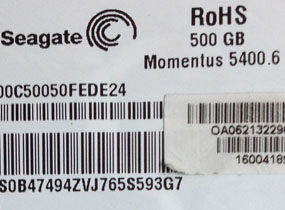 Seagate
RoHS
500 GB
Momentus 5400.6
00C50050FEDE24
OA062132290
16004189
S0B47494ZVJ765S593G7